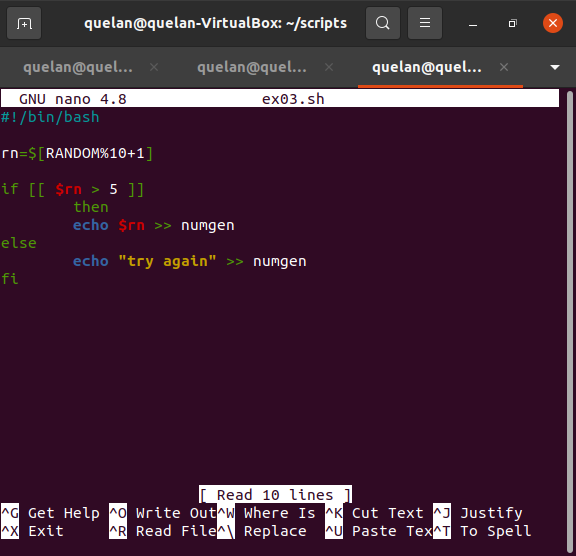 quelan@quelan-VirtualBox: ~/scripts
quelan@quel... × quelan@quel... × quelan@quel... ×
GNU nano 4.8 ex03.sh
#!/bin/bash
rn=$[RANDOM%10+1]
if [[ $rn > 5 ]]
then
echo $rn >> numgen
else
echo "try again" >> numgen
fi
[ Read 10 lines ]
^G Get Help ^O Write Out^W Where Is ^K Cut Text ^J Justify
^X Exit ^R Read File^\ Replace ^U Paste Tex^T To Spell